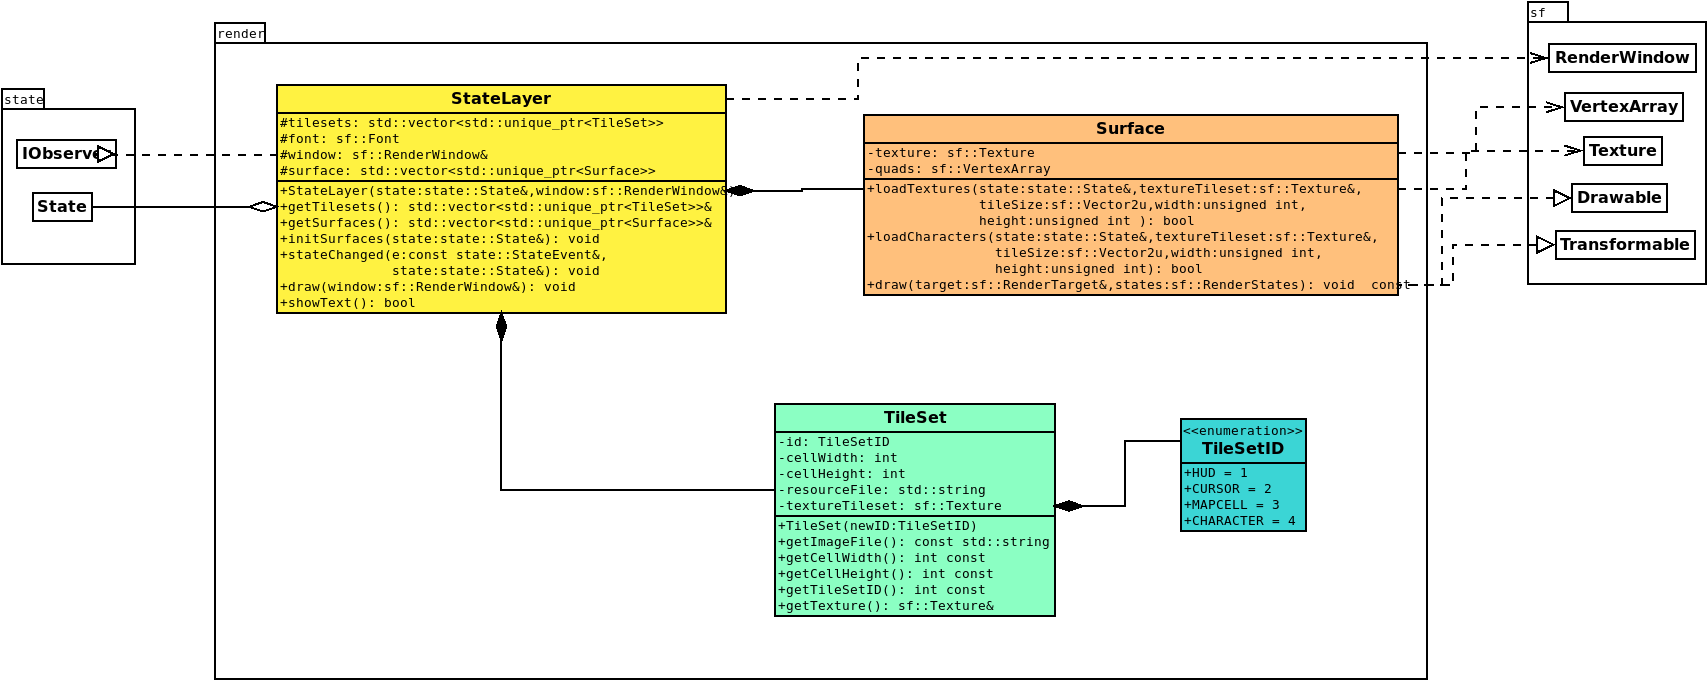 state
IObserve
State
render
StateLayer
#tilesets: std::vector<std::unique_ptr<TileSet>>
#font: sf::Font
#window: sf::RenderWindow&
#surface: std::vector<std::unique_ptr<Surface>>
+StateLayer(state:state::State&,window:sf::RenderWindow&)
+getTilesets(): std::vector<std::unique_ptr<TileSet>>&
+getSurfaces(): std::vector<std::unique_ptr<Surface>>&
+initSurfaces(state:state::State&): void
+stateChanged(e:const state::StateEvent&,
state:state::State&): void
+draw(window:sf::RenderWindow&): void
+showText(): bool
Surface
-texture: sf::Texture
-quads: sf::VertexArray
+loadTextures(state:state::State&,textureTileset:sf::Texture&,
tileSize:sf::Vector2u,width:unsigned int,
height:unsigned int ): bool
+loadCharacters(state:state::State&,textureTileset:sf::Texture&,
tileSize:sf::Vector2u,width:unsigned int,
height:unsigned int): bool
+draw(target:sf::RenderTarget&,states:sf::RenderStates): void  const
TileSet
-id: TileSetID
-cellWidth: int
-cellHeight: int
-resourceFile: std::string
-textureTileset: sf::Texture
+TileSet(newID:TileSetID)
+getImageFile(): const std::string
+getCellWidth(): int const
+getCellHeight(): int const
+getTileSetID(): int const
+getTexture(): sf::Texture&
<<enumeration>>
TileSetID
+HUD = 1
+CURSOR = 2
+MAPCELL = 3
+CHARACTER = 4
sf
RenderWindow
VertexArray
Texture
Drawable
Transformable